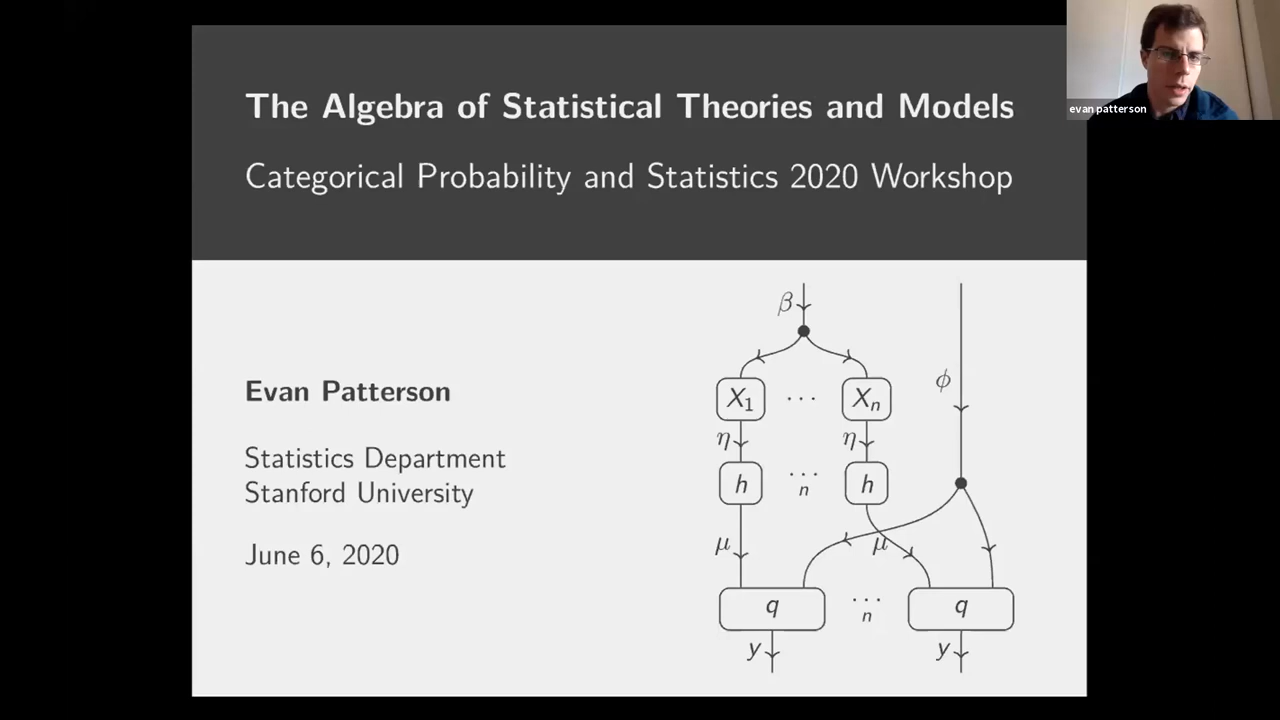 The Algebra of Statistical Theories and Models
Categorical Probability and Statistics 2020 Workshop
evan patterson
Evan Patterson
Statistics Department
Stanford University
June 6, 2020
β
ϕ
X₁ ··· Xₙ
η η
h ··· n h
μ μ
q ··· n q
y y